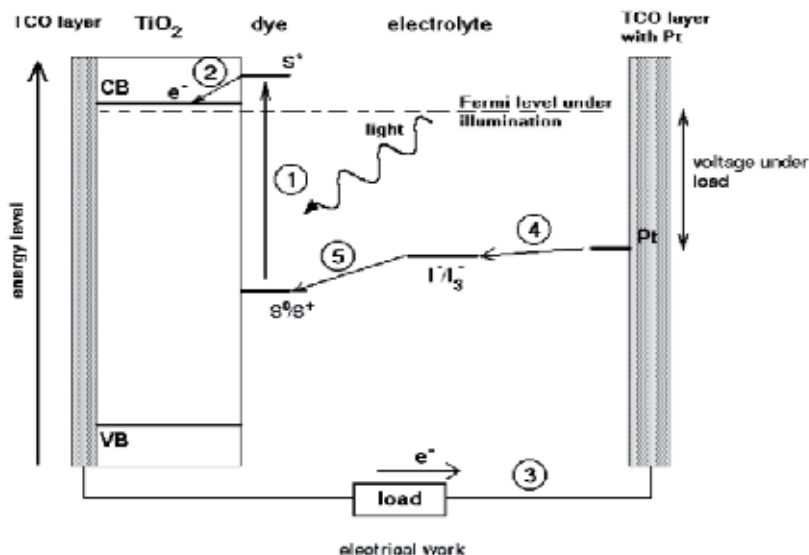 TCO layer TiO₂ dye electrolyte TCO layer
with Pt
S*
②
CB
e⁻
Fermi level under
illumination
light
①
voltage under
load
④
Pt
⑤
I⁻/I₃⁻
S⁰/S⁺
energy level
VB
e⁻
③
load
electrical work